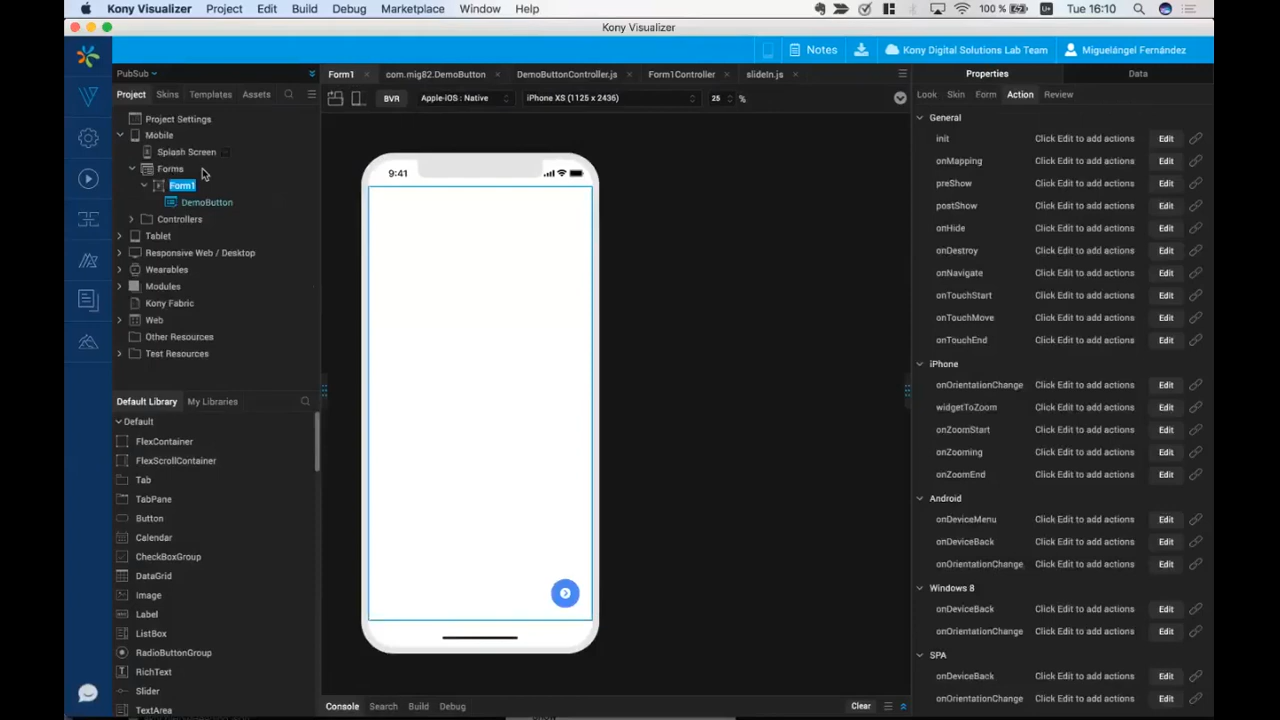 Kony Visualizer Project Edit Build Debug Marketplace Window Help 100 % Tue 16:10
Kony Visualizer
Notes Kony Digital Solutions Lab Team Miguelángel Fernández
PubSub Form1 com.mig82.DemoButton DemoButtonController.js Form1Controller slideIn.js Properties Data
Project Skins Templates Assets BVR Apple-iOS : Native iPhone XS (1125 x 2436) 25 % Look Skin Form Action Review
Project Settings
Mobile
Splash Screen
Forms
Form1
DemoButton
Controllers
Tablet
Responsive Web / Desktop
Wearables
Modules
Kony Fabric
Web
Other Resources
Test Resources
Default Library My Libraries
Default
FlexContainer
FlexScrollContainer
Tab
TabPane
Button
Calendar
CheckBoxGroup
DataGrid
Image
Label
ListBox
RadioButtonGroup
RichText
Slider
TextArea
9:41
Console Search Build Debug Clear
General
init Click Edit to add actions Edit
onMapping Click Edit to add actions Edit
preShow Click Edit to add actions Edit
postShow Click Edit to add actions Edit
onHide Click Edit to add actions Edit
onDestroy Click Edit to add actions Edit
onNavigate Click Edit to add actions Edit
onTouchStart Click Edit to add actions Edit
onTouchMove Click Edit to add actions Edit
onTouchEnd Click Edit to add actions Edit
iPhone
onOrientationChange Click Edit to add actions Edit
widgetToZoom Click Edit to add actions Edit
onZoomStart Click Edit to add actions Edit
onZooming Click Edit to add actions Edit
onZoomEnd Click Edit to add actions Edit
Android
onDeviceMenu Click Edit to add actions Edit
onDeviceBack Click Edit to add actions Edit
onOrientationChange Click Edit to add actions Edit
Windows 8
onDeviceBack Click Edit to add actions Edit
onOrientationChange Click Edit to add actions Edit
SPA
onDeviceBack Click Edit to add actions Edit
onOrientationChange Click Edit to add actions Edit